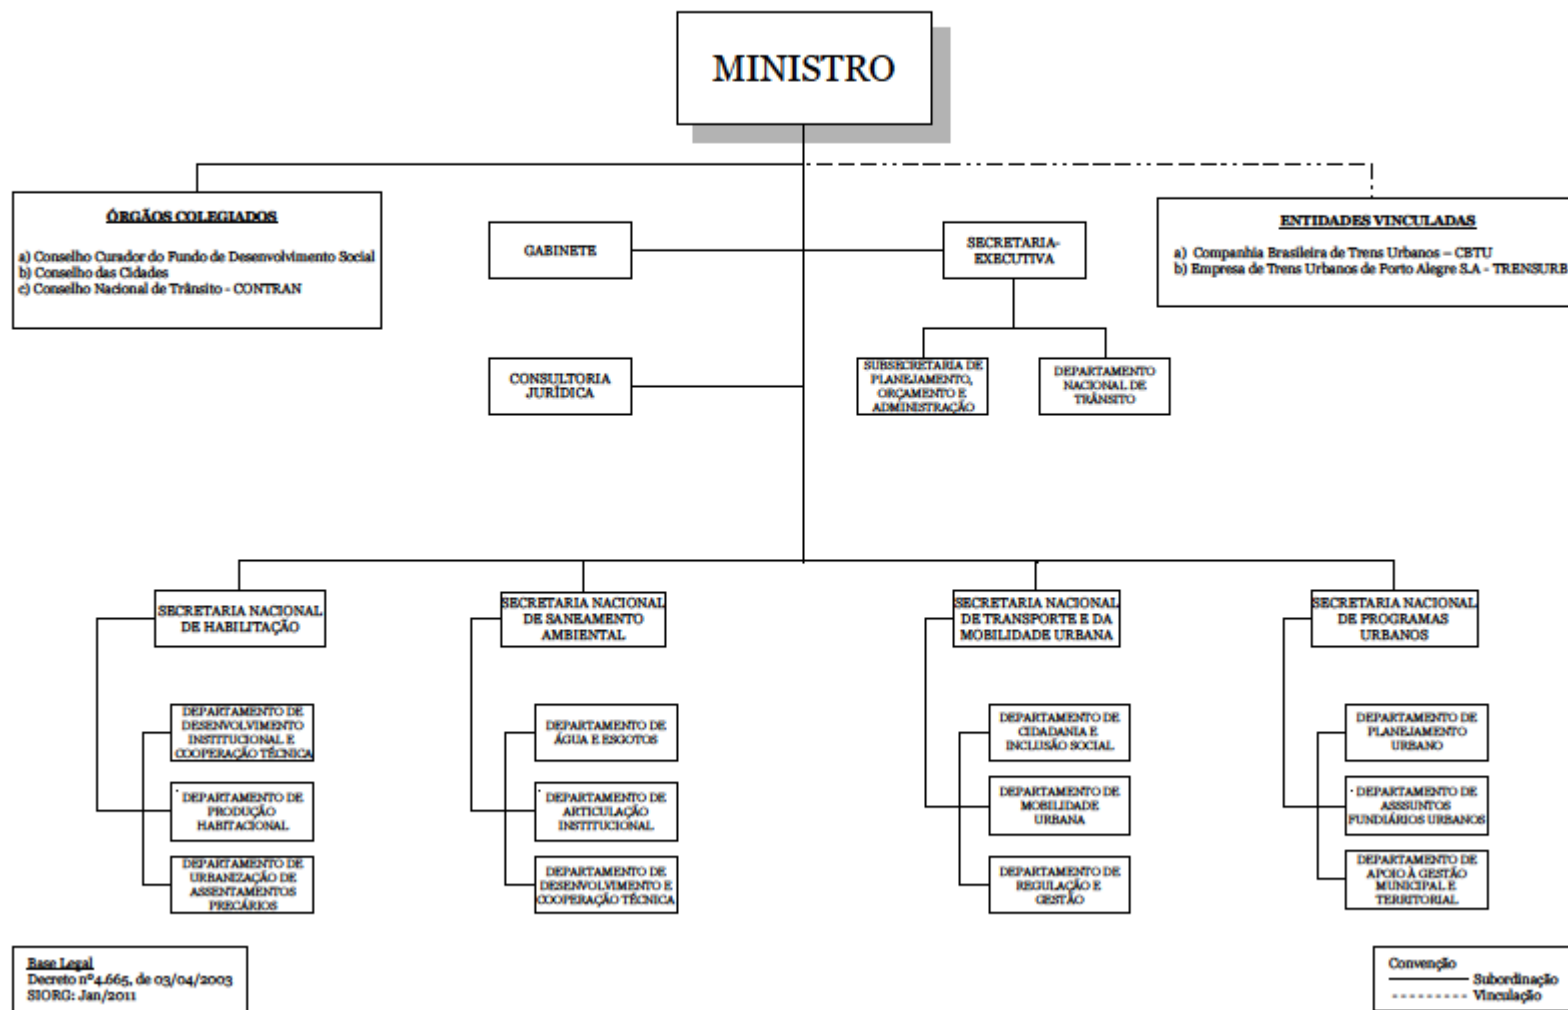 MINISTRO
ÓRGÃOS COLEGIADOS
a) Conselho Curador do Fundo de Desenvolvimento Social
b) Conselho das Cidades
c) Conselho Nacional de Trânsito - CONTRAN
GABINETE
SECRETARIA-
EXECUTIVA
ENTIDADES VINCULADAS
a) Companhia Brasileira de Trens Urbanos – CBTU
b) Empresa de Trens Urbanos de Porto Alegre S.A - TRENSURB
CONSULTORIA
JURÍDICA
SUBSECRETARIA DE
PLANEJAMENTO,
ORÇAMENTO E
ADMINISTRAÇÃO
DEPARTAMENTO
NACIONAL DE
TRÂNSITO
SECRETARIA NACIONAL
DE HABILITAÇÃO
SECRETARIA NACIONAL
DE SANEAMENTO
AMBIENTAL
SECRETARIA NACIONAL
DE TRANSPORTE E DA
MOBILIDADE URBANA
SECRETARIA NACIONAL
DE PROGRAMAS
URBANOS
DEPARTAMENTO DE
DESENVOLVIMENTO
INSTITUCIONAL E
COOPERAÇÃO TÉCNICA
DEPARTAMENTO DE
ÁGUA E ESGOTOS
DEPARTAMENTO DE
CIDADANIA E
INCLUSÃO SOCIAL
DEPARTAMENTO DE
PLANEJAMENTO
URBANO
DEPARTAMENTO DE
PRODUÇÃO
HABITACIONAL
DEPARTAMENTO DE
ARTICULAÇÃO
INSTITUCIONAL
DEPARTAMENTO DE
MOBILIDADE
URBANA
DEPARTAMENTO DE
ASSSUNTOS
FUNDIÁRIOS URBANOS
DEPARTAMENTO DE
URBANIZAÇÃO DE
ASSENTAMENTOS
PRECÁRIOS
DEPARTAMENTO DE
DESENVOLVIMENTO E
COOPERAÇÃO TÉCNICA
DEPARTAMENTO DE
REGULAÇÃO E
GESTÃO
DEPARTAMENTO DE
APOIO À GESTÃO
MUNICIPAL E
TERRITORIAL
Base Legal
Decreto nº4.665, de 03/04/2003
SIORG: Jan/2011
Convenção
Subordinação
Vinculação